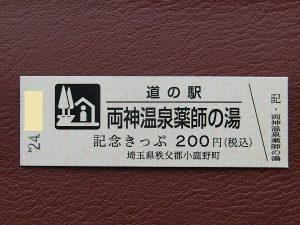 道の駅
両神温泉薬師の湯
記念きっぷ 200円(税込)
埼玉県秩父郡小鹿野町
'24
記・両神温泉薬師の湯